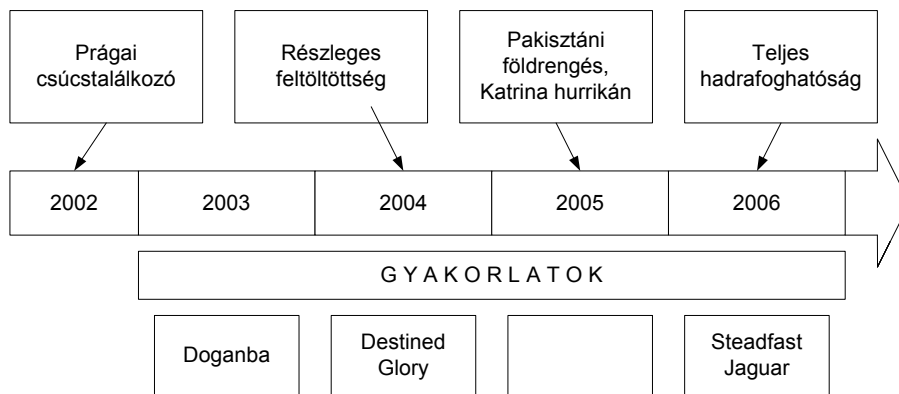 Prágai
csúcstalálkozó
Részleges
feltöltöttség
Pakisztáni
földrengés,
Katrina hurrikán
Teljes
hadrafoghatóság
2002
2003
2004
2005
2006
G Y A K O R L A T O K
Doganba
Destined
Glory
Steadfast
Jaguar